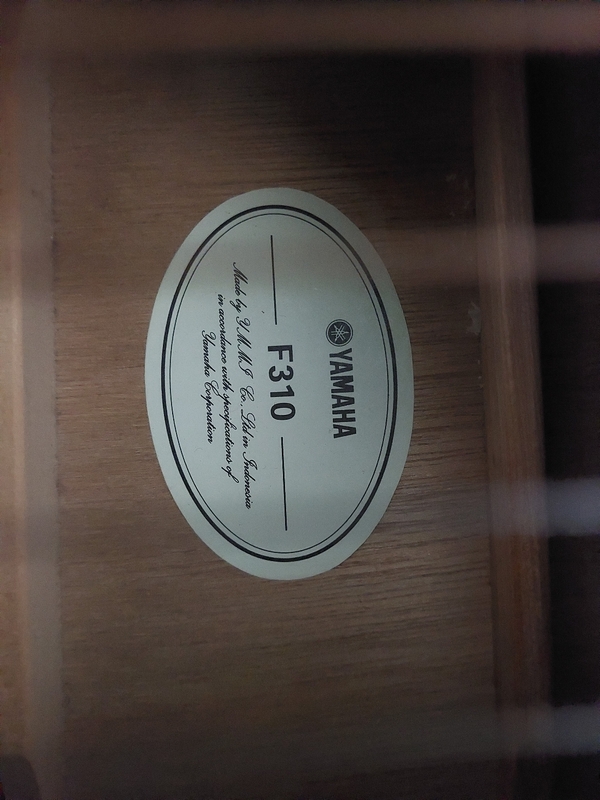 YAMAHA
F310
Made by Y.M.M.I Co., Ltd in Indonesia
in accordance with specifications of
Yamaha Corporation